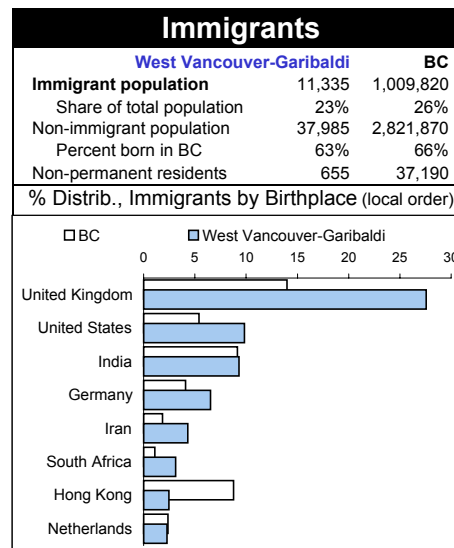 Immigrants
West Vancouver-Garibaldi BC
Immigrant population 11,335 1,009,820
Share of total population 23% 26%
Non-immigrant population 37,985 2,821,870
Percent born in BC 63% 66%
Non-permanent residents 655 37,190
% Distrib., Immigrants by Birthplace (local order)
BC West Vancouver-Garibaldi
0 5 10 15 20 25 30
United Kingdom
United States
India
Germany
Iran
South Africa
Hong Kong
Netherlands